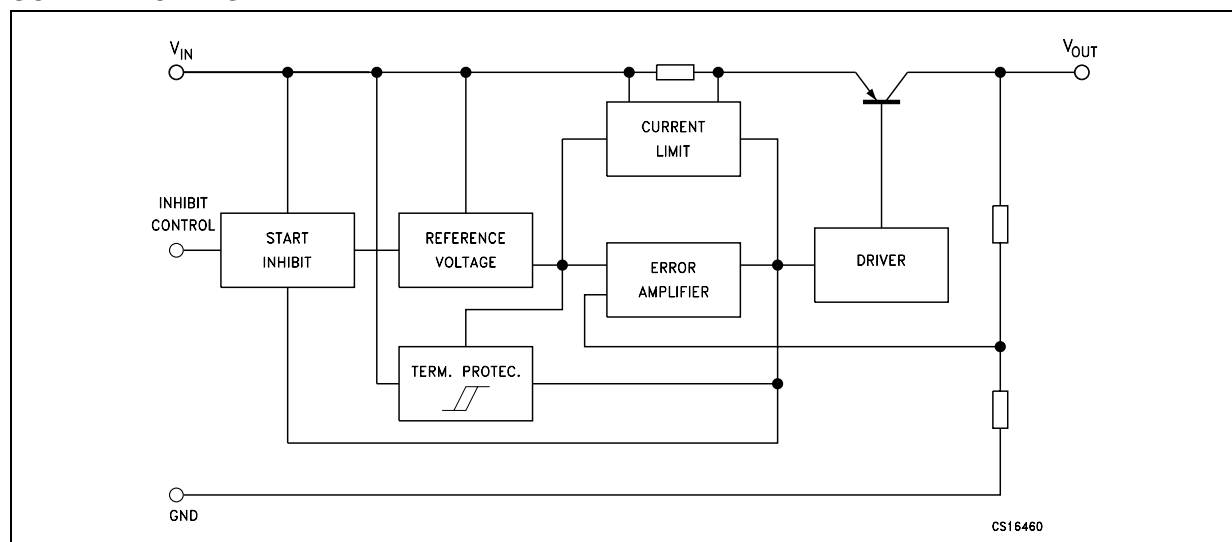 VIN
VOUT
CURRENT
LIMIT
INHIBIT
CONTROL
START
INHIBIT
REFERENCE
VOLTAGE
ERROR
AMPLIFIER
DRIVER
TERM. PROTEC.
GND
CS16460